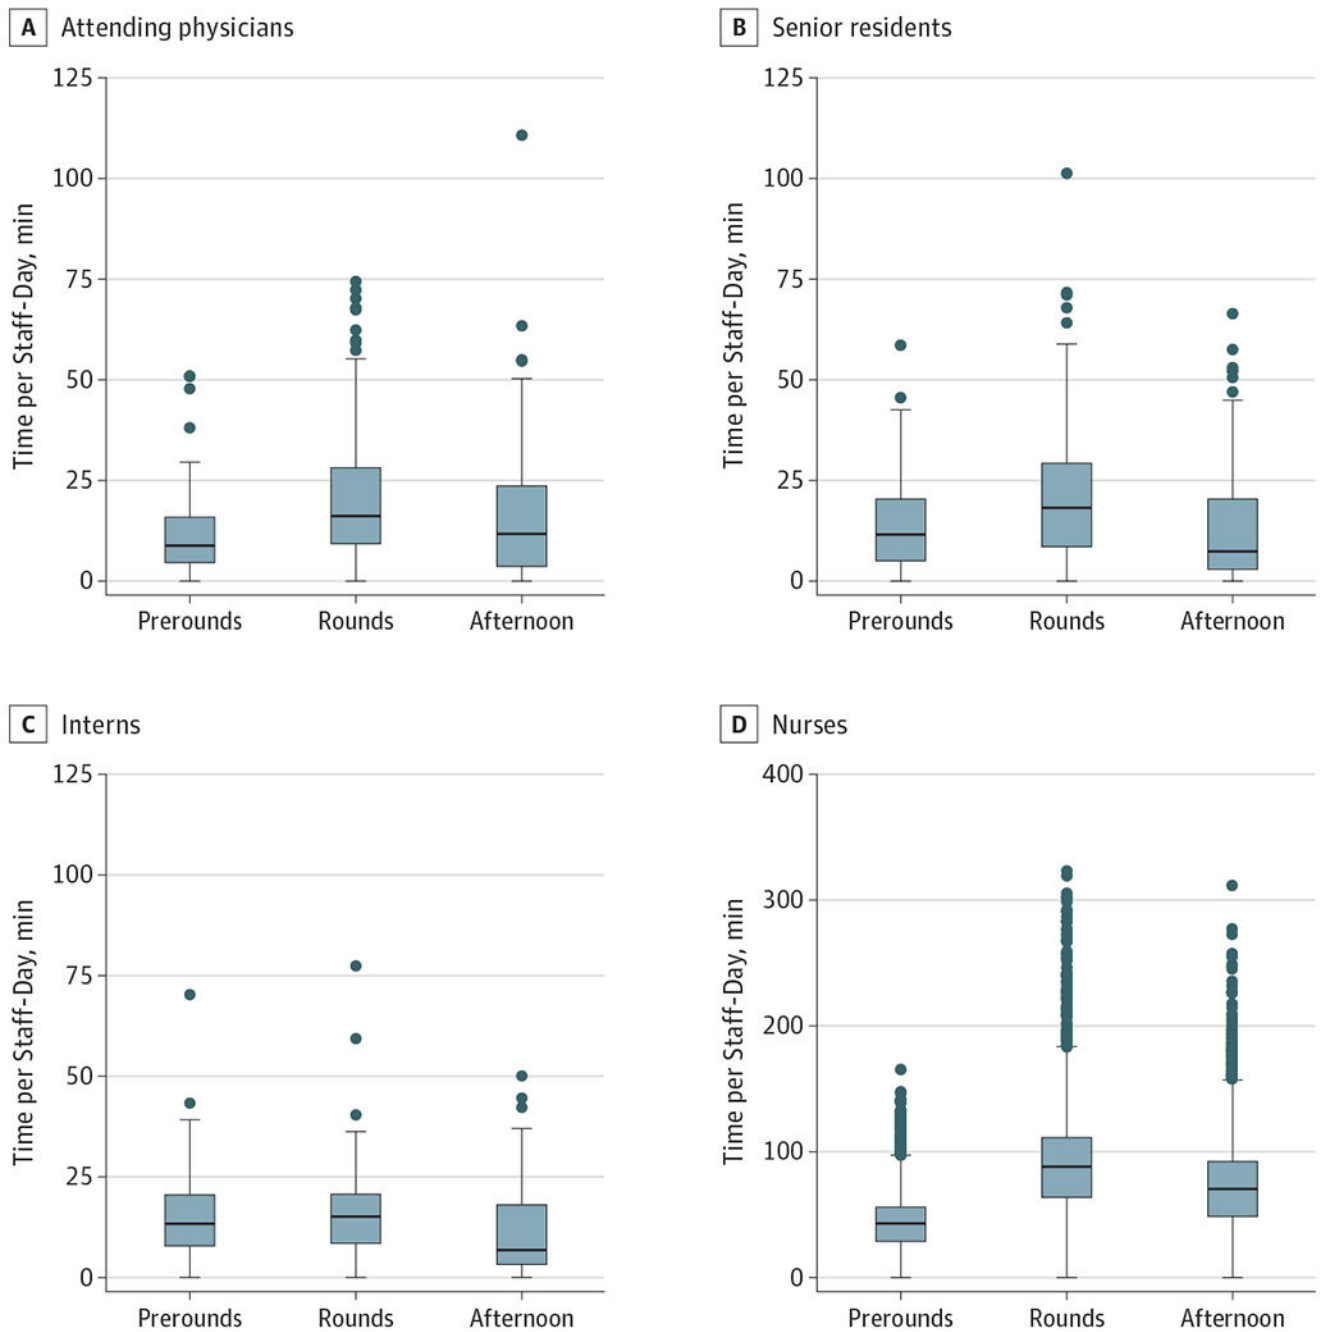 A Attending physicians
125
100
75
50
25
0
Time per Staff-Day, min
Prerounds Rounds Afternoon
B Senior residents
125
100
75
50
25
0
Time per Staff-Day, min
Prerounds Rounds Afternoon
C Interns
125
100
75
50
25
0
Time per Staff-Day, min
Prerounds Rounds Afternoon
D Nurses
400
300
200
100
0
Time per Staff-Day, min
Prerounds Rounds Afternoon